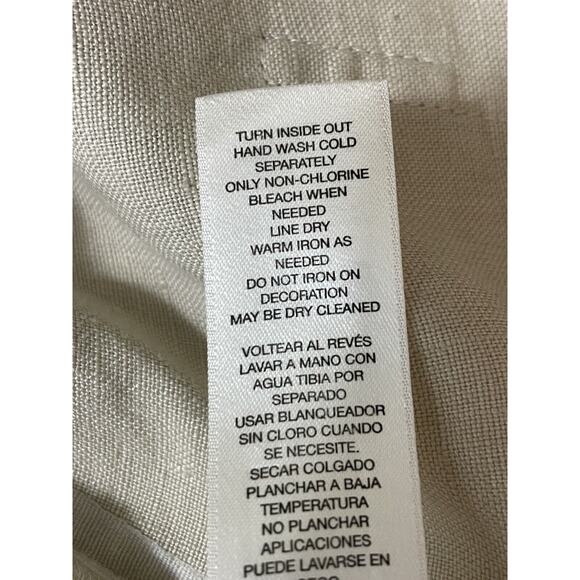 TURN INSIDE OUT
HAND WASH COLD
SEPARATELY
ONLY NON-CHLORINE
BLEACH WHEN
NEEDED
LINE DRY
WARM IRON AS
NEEDED
DO NOT IRON ON
DECORATION
MAY BE DRY CLEANED
VOLTEAR AL REVÉS
LAVAR A MANO CON
AGUA TIBIA POR
SEPARADO
USAR BLANQUEADOR
SIN CLORO CUANDO
SE NECESITE.
SECAR COLGADO
PLANCHAR A BAJA
TEMPERATURA
NO PLANCHAR
APLICACIONES
PUEDE LAVARSE EN